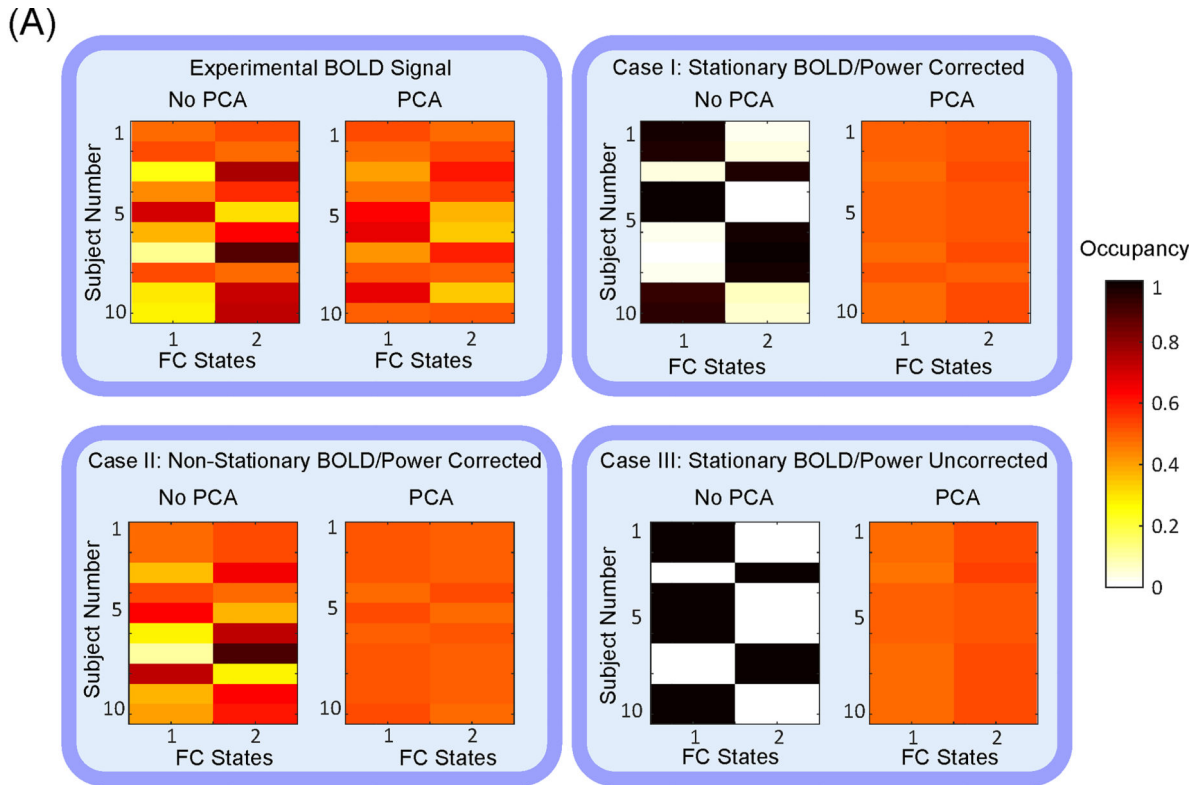 (A)
Experimental BOLD Signal
No PCA
PCA
Subject Number
1
5
10
1
2
1
2
FC States
FC States
Case I: Stationary BOLD/Power Corrected
No PCA
PCA
Subject Number
1
5
10
1
5
10
1
2
1
2
FC States
FC States
Occupancy
1
0.8
0.6
0.4
0.2
0
Case II: Non-Stationary BOLD/Power Corrected
No PCA
PCA
Subject Number
1
5
10
1
5
10
1
2
1
2
FC States
FC States
Case III: Stationary BOLD/Power Uncorrected
No PCA
PCA
Subject Number
1
5
10
1
5
10
1
2
1
2
FC States
FC States